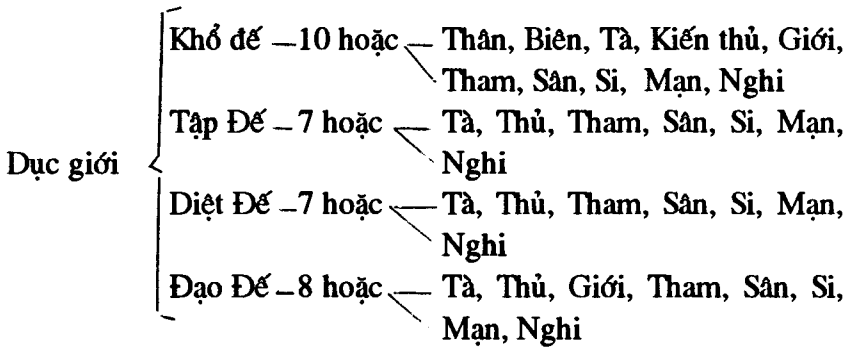 Khổ đế – 10 hoặc – Thân, Biên, Tà, Kiến thủ, Giới,
Tham, Sân, Si, Mạn, Nghi
Tập Đế – 7 hoặc – Tà, Thủ, Tham, Sân, Si, Mạn,
Nghi
Dục giới
Diệt Đế – 7 hoặc – Tà, Thủ, Tham, Sân, Si, Mạn,
Nghi
Đạo Đế – 8 hoặc – Tà, Thủ, Giới, Tham, Sân, Si,
Mạn, Nghi